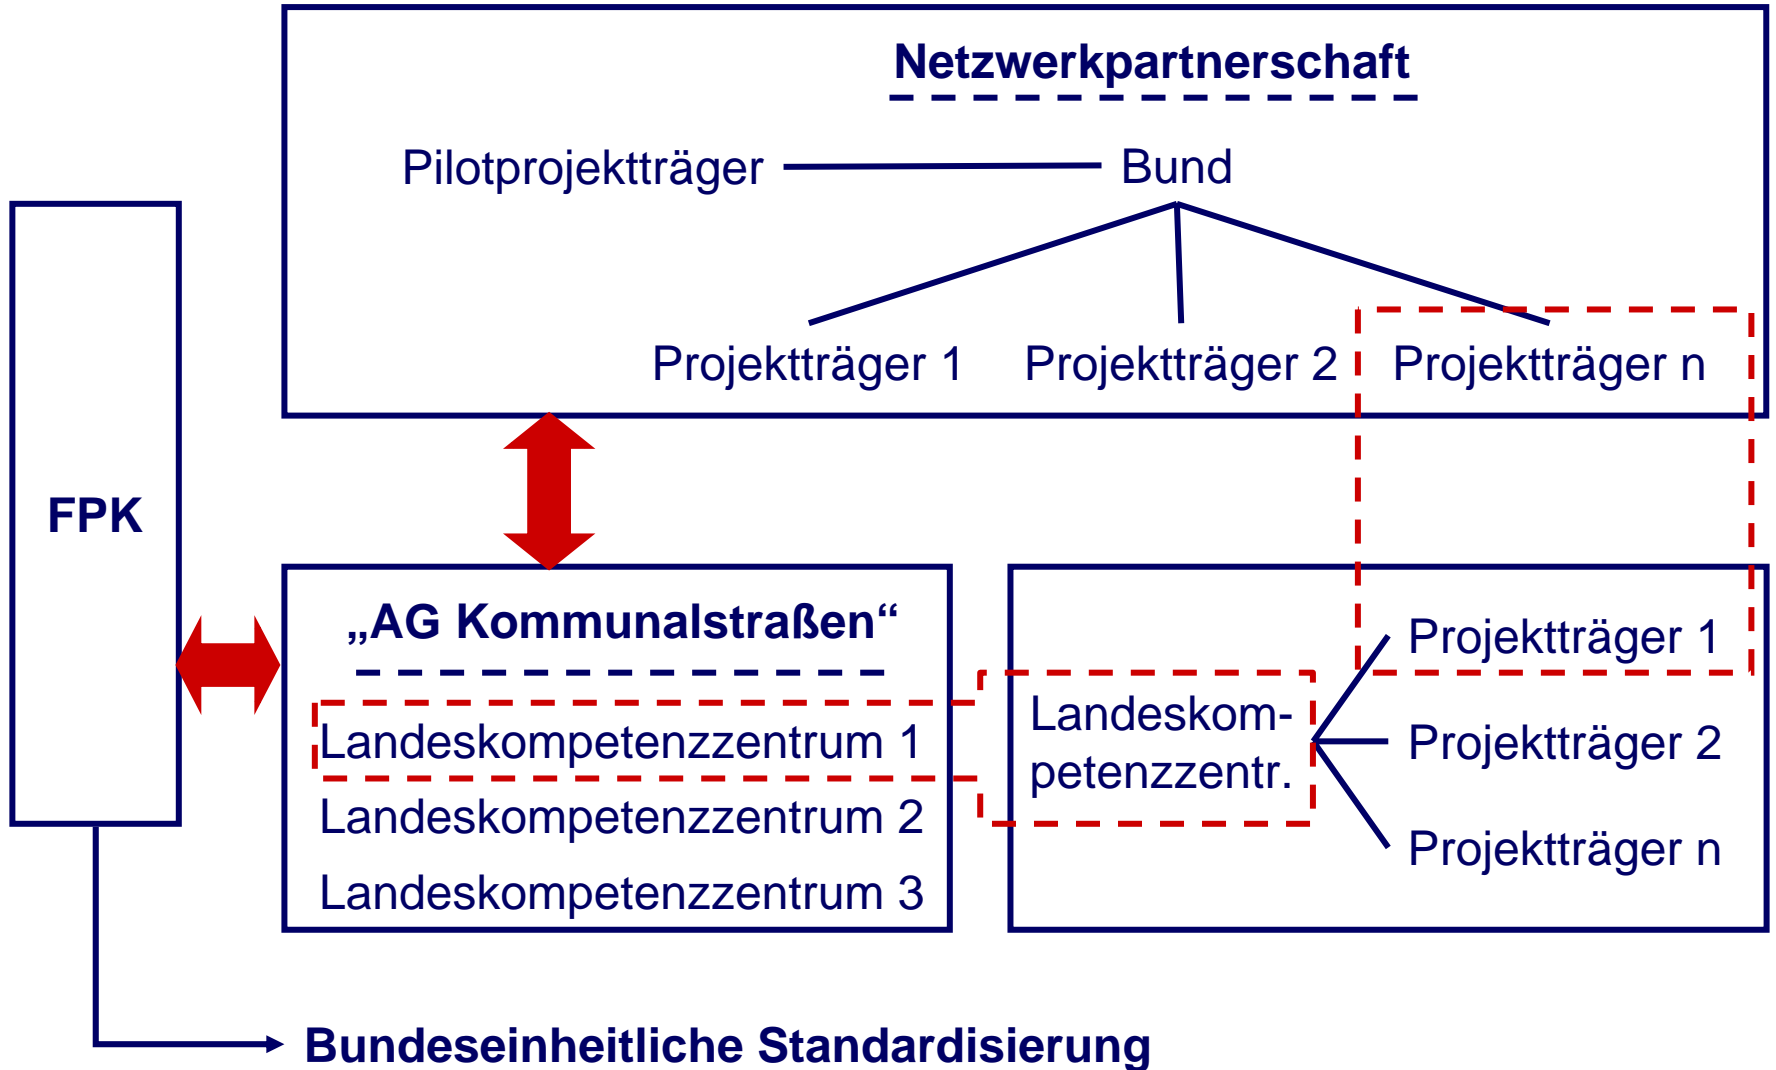 Netzwerkpartnerschaft
Pilotprojektträger
Bund
Projektträger 1
Projektträger 2
Projektträger n
FPK
„AG Kommunalstraßen“
Landeskompetenzzentrum 1
Landeskompetenzzentrum 2
Landeskompetenzzentrum 3
Landeskom-
petenzzentr.
Projektträger 1
Projektträger 2
Projektträger n
Bundeseinheitliche Standardisierung